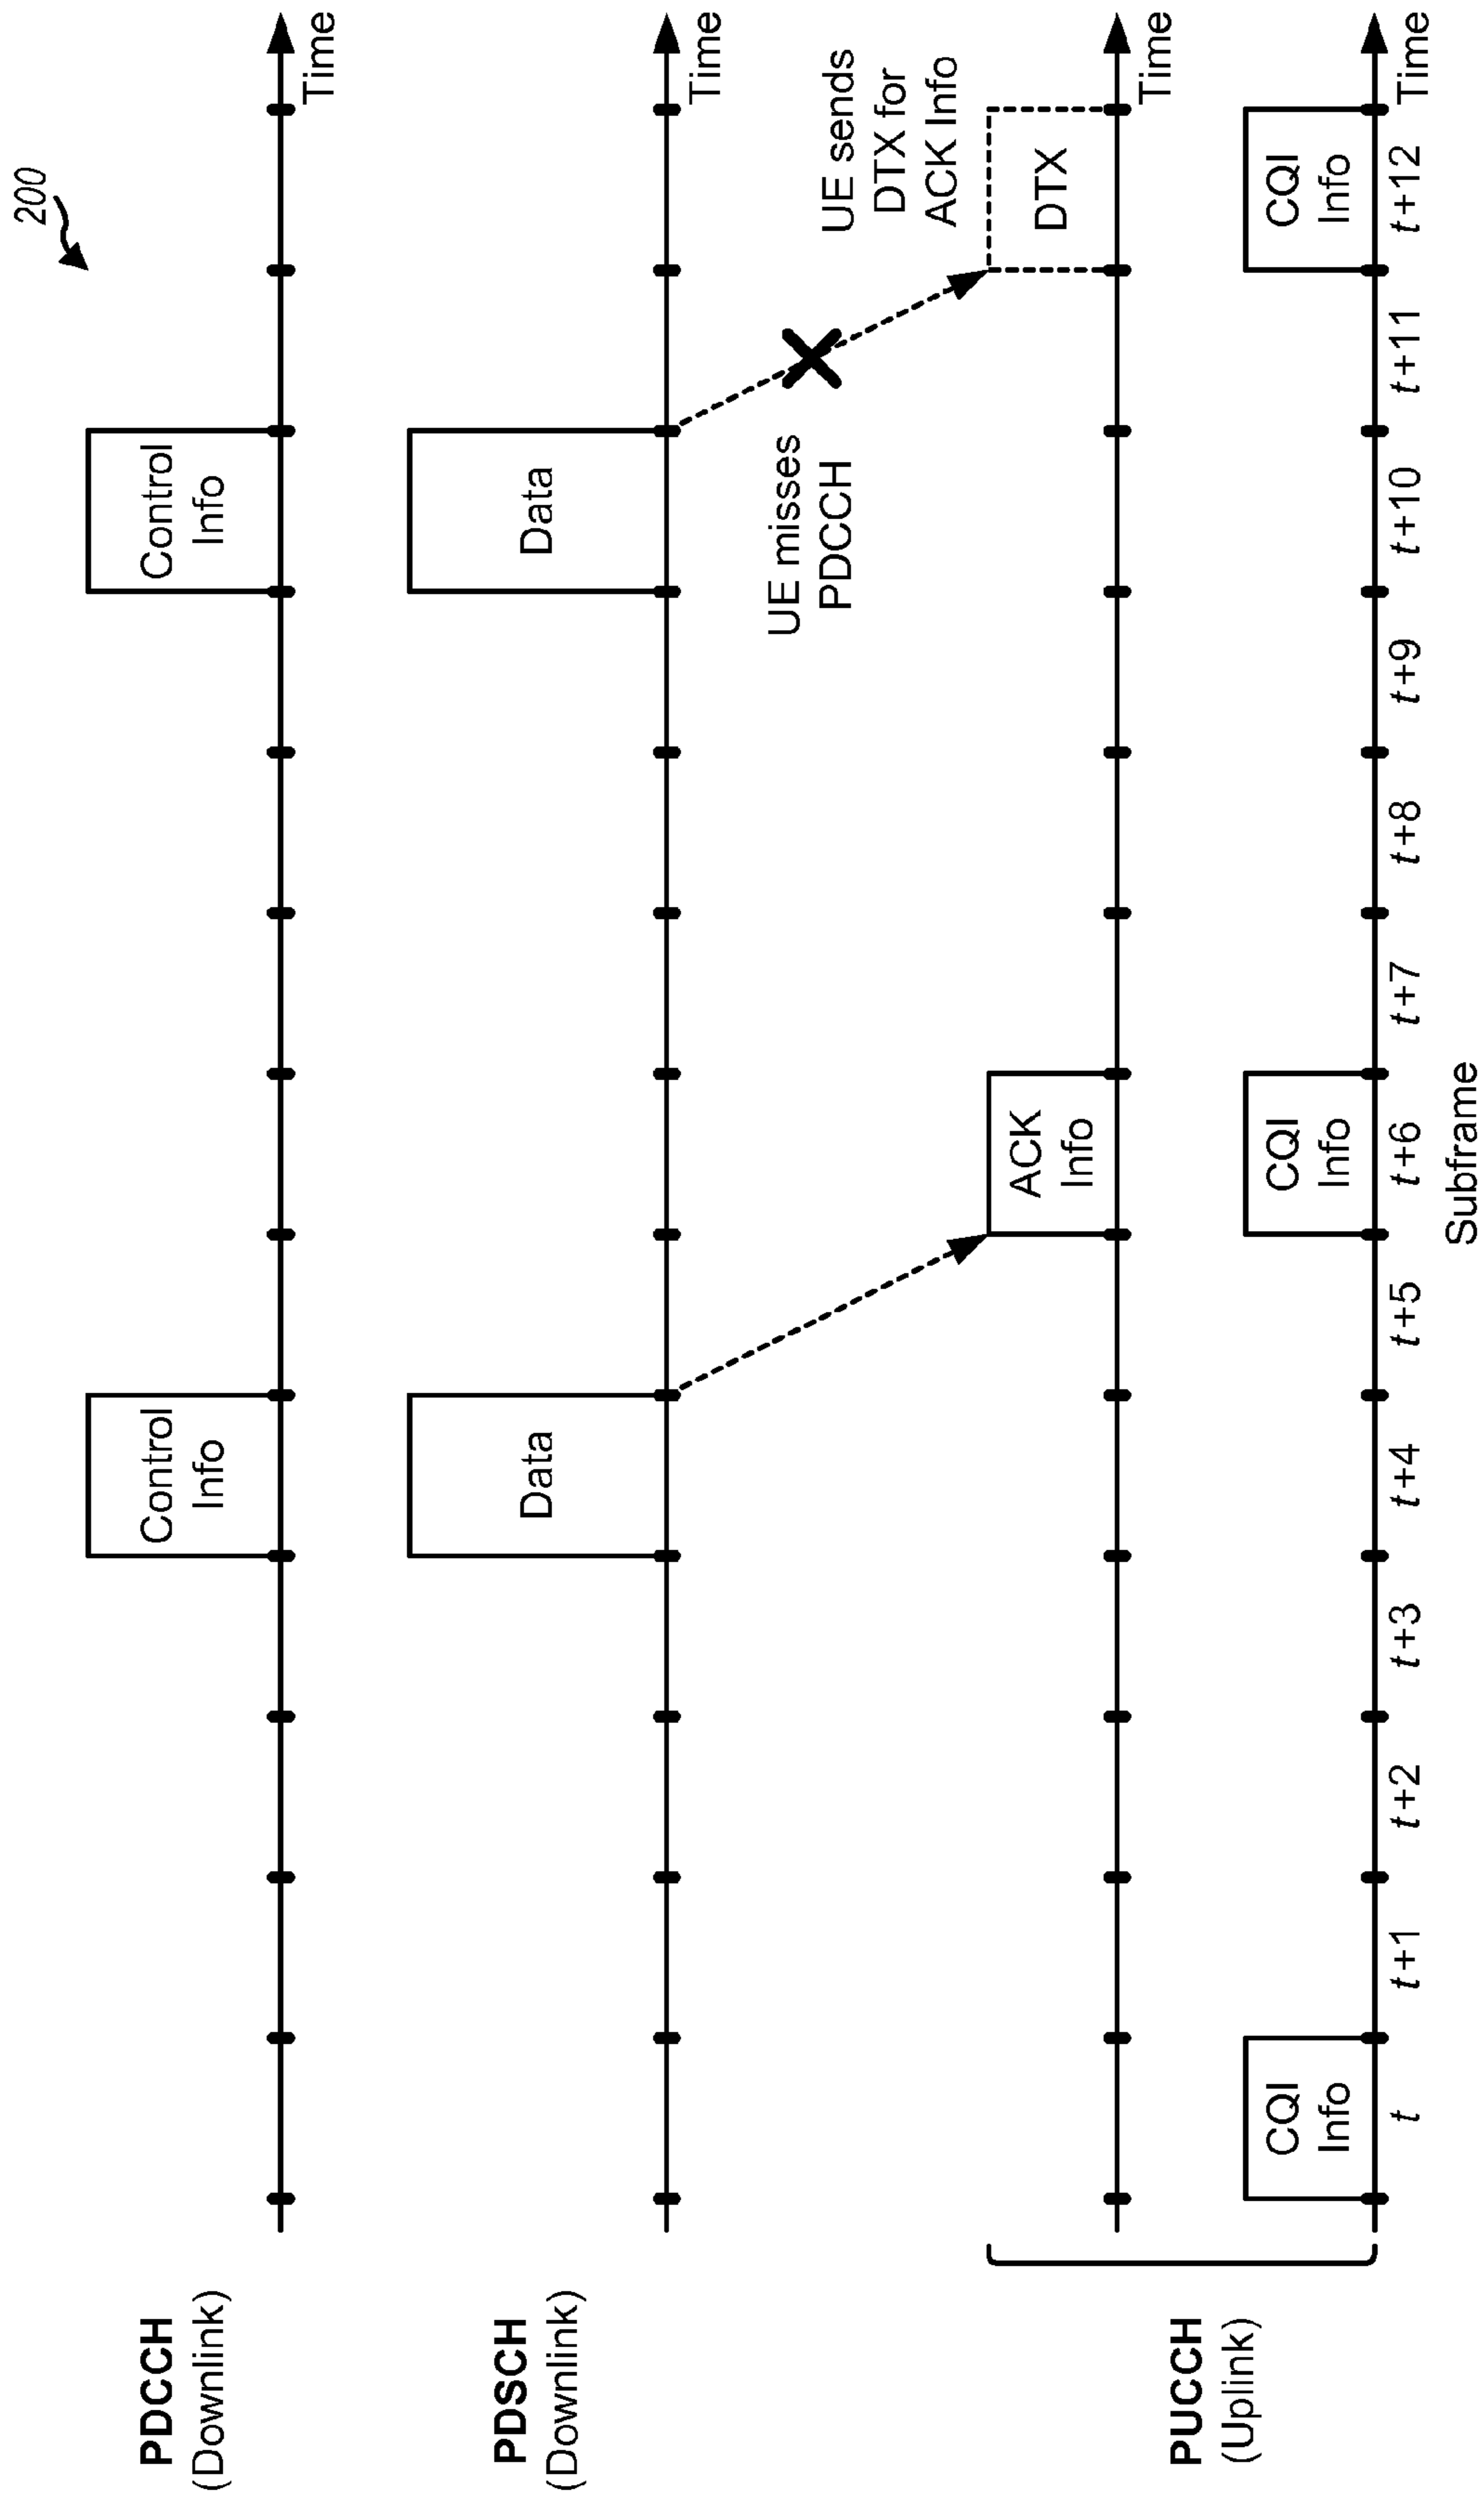 200
PDCCH
(Downlink)
Control
Info
Control
Info
Time
PDSCH
(Downlink)
Data
Data
Time
UE misses
PDCCH
UE sends
DTX for
ACK Info
PUCCH
(Uplink)
ACK
Info
DTX
Time
CQI
Info
CQI
Info
CQI
Info
Time
t
t+1
t+2
t+3
t+4
t+5
t+6
t+7
t+8
t+9
t+10
t+11
t+12
Subframe